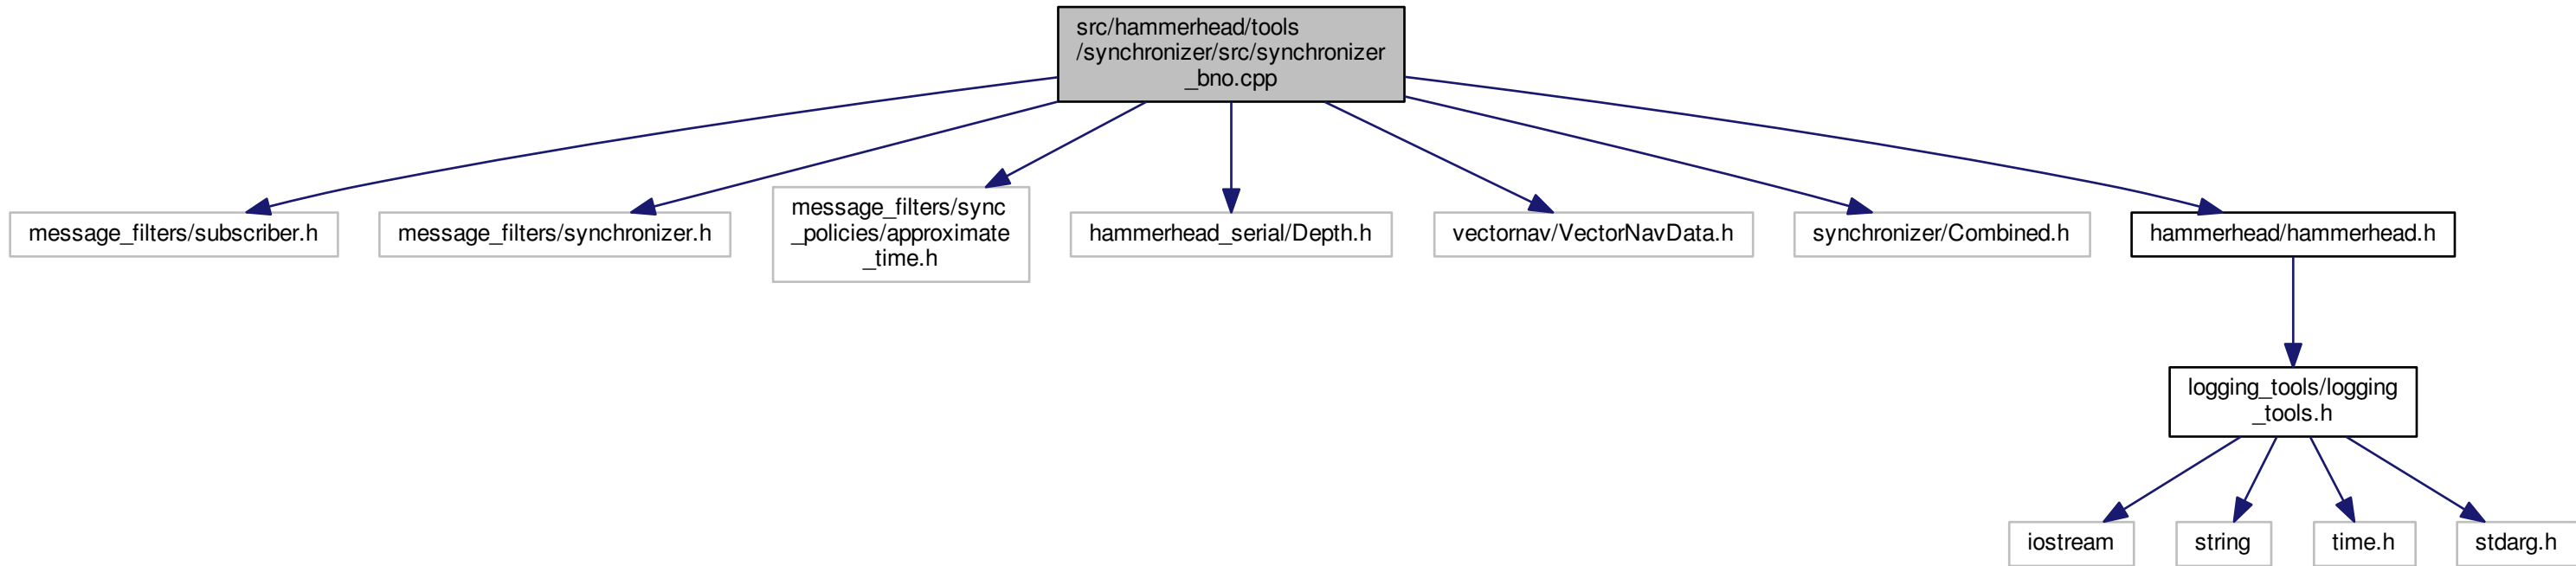 src/hammerhead/tools
/synchronizer/src/synchronizer
_bno.cpp
message_filters/subscriber.h
message_filters/synchronizer.h
message_filters/sync
_policies/approximate
_time.h
hammerhead_serial/Depth.h
vectornav/VectorNavData.h
synchronizer/Combined.h
hammerhead/hammerhead.h
logging_tools/logging
_tools.h
iostream
string
time.h
stdarg.h